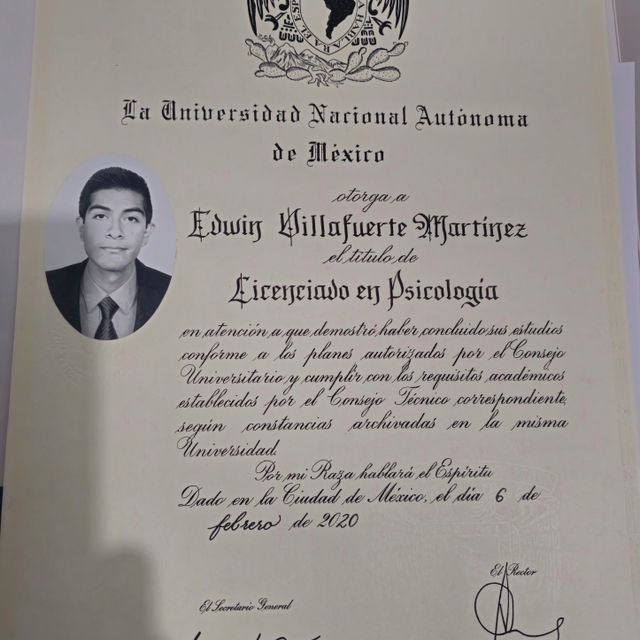 La Universidad Nacional Autónoma
de México
otorga a
Edwin Villafuerte Martínez
el título de
Licenciado en Psicología
en atención a que demostró haber concluido sus estudios
conforme a los planes autorizados por el Consejo
Universitario y cumplir con los requisitos académicos
establecidos por el Consejo Técnico correspondiente,
según constancias archivadas en la misma
Universidad.
Por mi Raza hablará el Espíritu
Dado en la Ciudad de México, el día 6 de
febrero de 2020
El Rector
El Secretario General